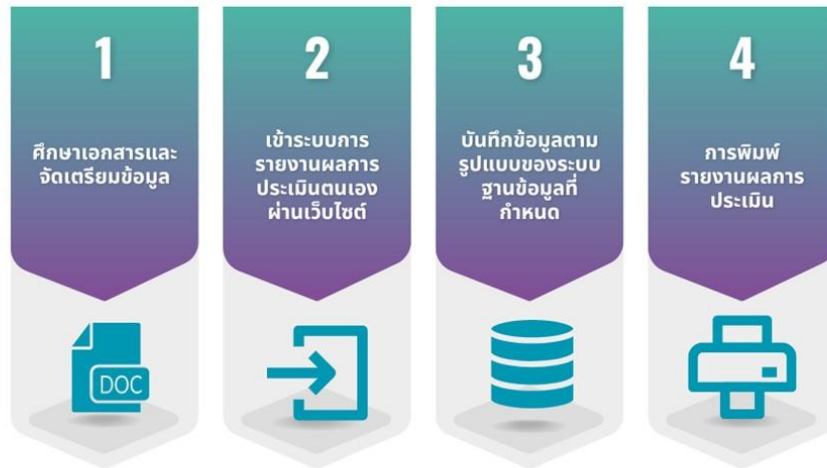 1
ศึกษาเอกสารและ
จัดเตรียมข้อมูล
DOC
2
เข้าระบบการ
รายงานผลการ
ประเมินตนเอง
ผ่านเว็บไซต์
3
บันทึกข้อมูลตาม
รูปแบบของระบบ
ฐานข้อมูลที่
กำหนด
4
การพิมพ์
รายงานผลการ
ประเมิน